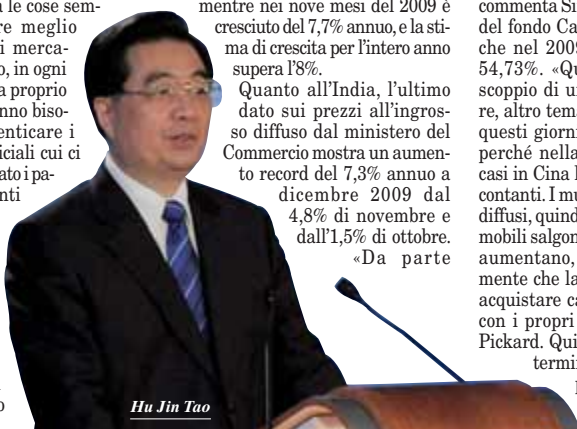 le cose sem-
re meglio
i merca-
o, in ogni
a proprio
nno biso-
enticare i
ciali cui ci
ato i pa-
nti
o
mentre nei nove mesi del 2009 è
cresciuto del 7,7% annuo, e la sti-
ma di crescita per l'intero anno
supera l'8%.
Quanto all'India, l'ultimo
dato sui prezzi all'ingros-
so diffuso dal ministero del
Commercio mostra un aumen-
to record del 7,3% annuo a
dicembre 2009 dal
4,8% di novembre e
dall'1,5% di ottobre.
«Da parte
Hu Jin Tao
commenta Si
del fondo Ca
che nel 2009
54,73%. «Qu
scoppio di u
re, altro tem
questi giorni
perché nella
casi in Cina l
contanti. I mu
diffusi, quind
mobili salgon
aumentano,
mente che la
acquistare ca
con i propri
Pickard. Qui
termi